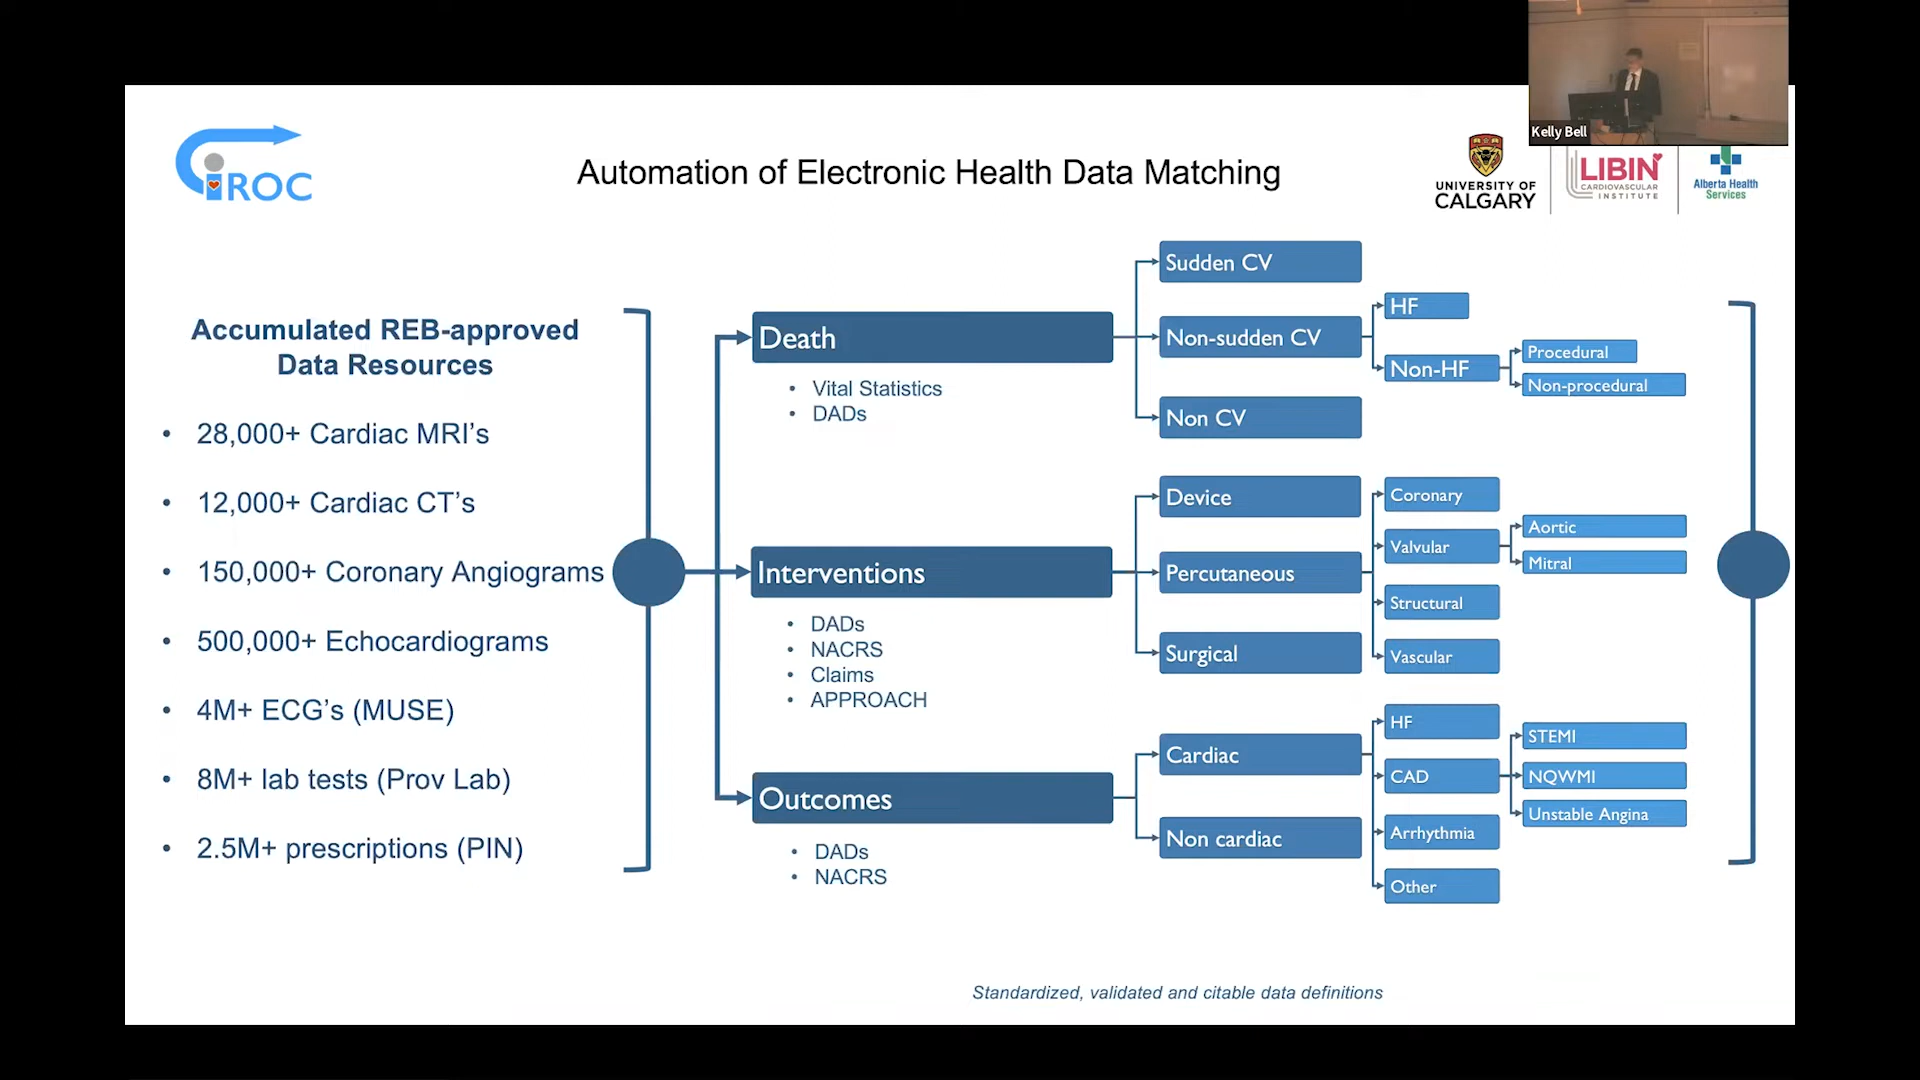 Kelly Bell
iROC
Automation of Electronic Health Data Matching
UNIVERSITY OF
CALGARY
LIBIN
CARDIOVASCULAR
INSTITUTE
Alberta Health
Services
Accumulated REB-approved
Data Resources
• 28,000+ Cardiac MRI's
• 12,000+ Cardiac CT's
• 150,000+ Coronary Angiograms
• 500,000+ Echocardiograms
• 4M+ ECG's (MUSE)
• 8M+ lab tests (Prov Lab)
• 2.5M+ prescriptions (PIN)
Death
• Vital Statistics
• DADs
Sudden CV
Non-sudden CV
Non CV
HF
Non-HF
Procedural
Non-procedural
Interventions
• DADs
• NACRS
• Claims
• APPROACH
Device
Percutaneous
Surgical
Coronary
Valvular
Structural
Vascular
Aortic
Mitral
Outcomes
• DADs
• NACRS
Cardiac
Non cardiac
HF
CAD
Arrhythmia
Other
STEMI
NQWMI
Unstable Angina
Standardized, validated and citable data definitions